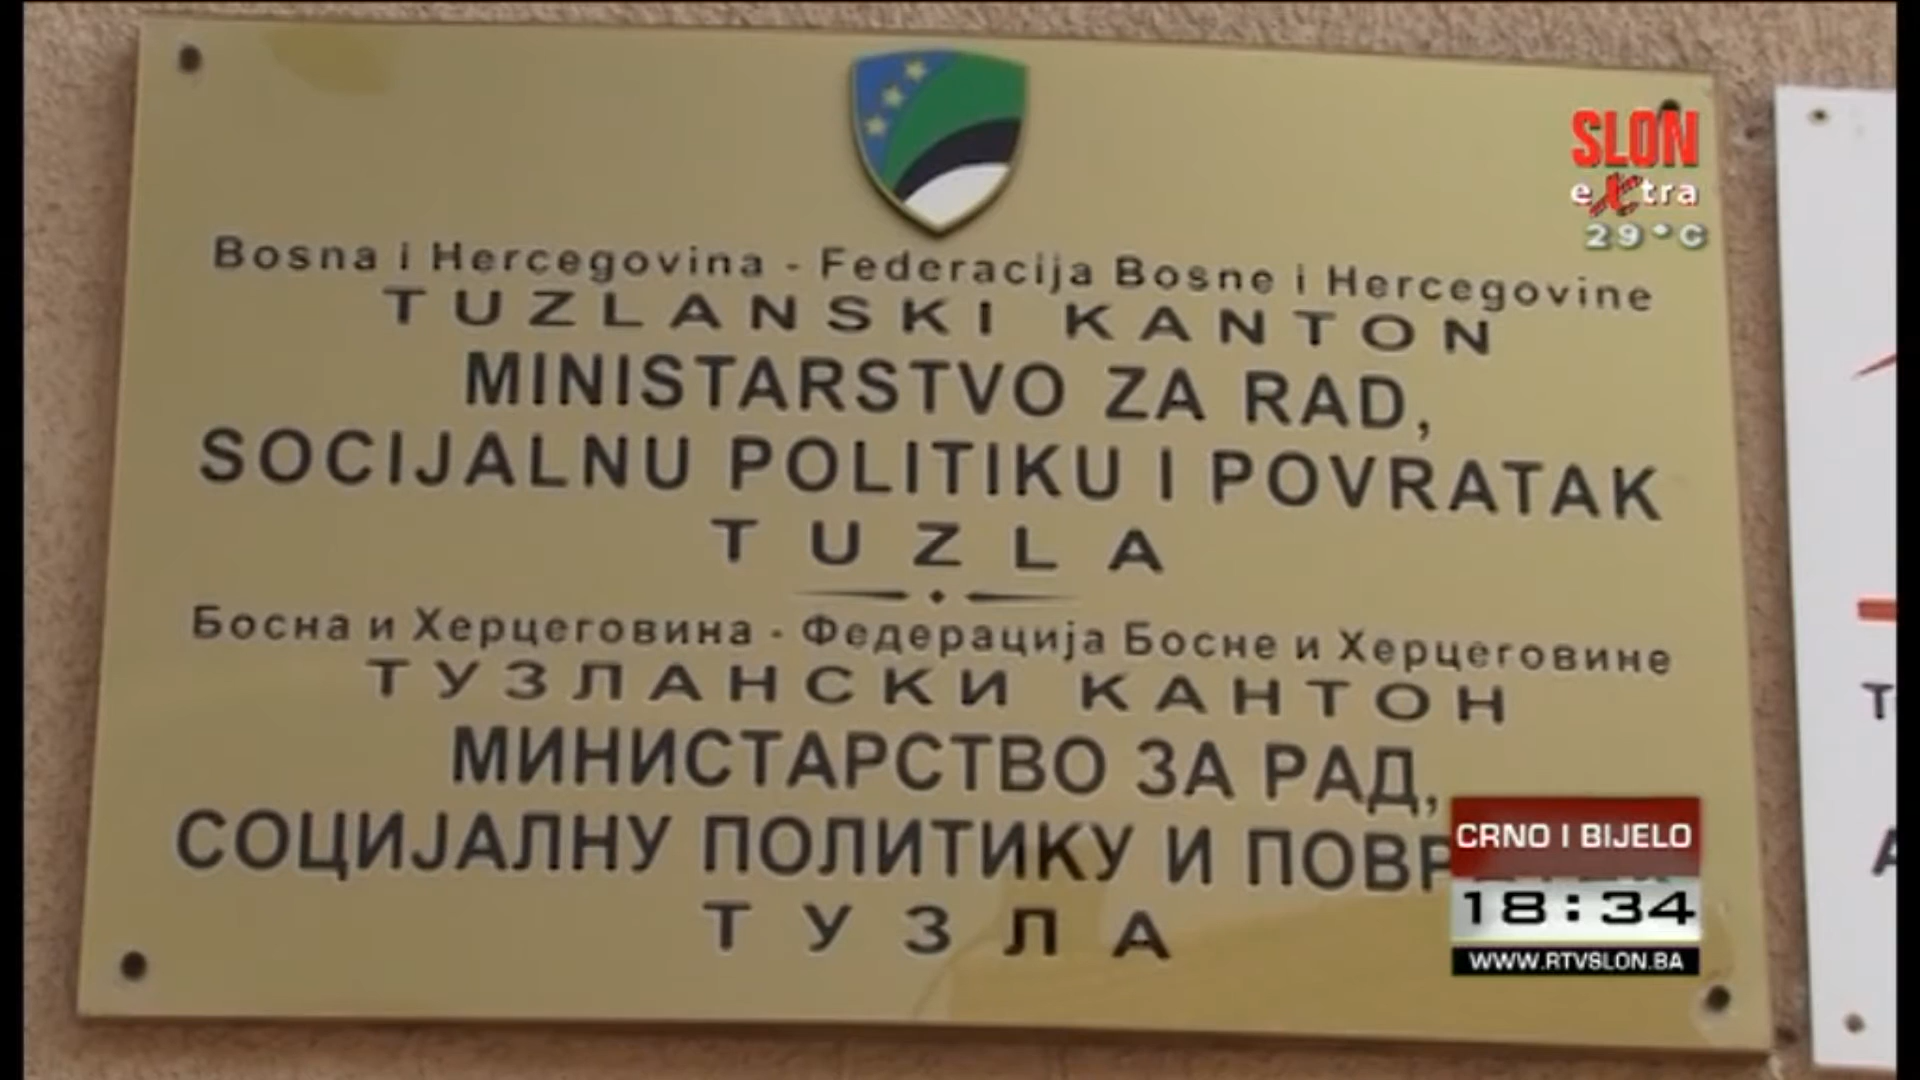 SLON
extra
29°C
Bosna i Hercegovina - Federacija Bosne i Hercegovine
TUZLANSKI KANTON
MINISTARSTVO ZA RAD,
SOCIJALNU POLITIKU I POVRATAK
TUZLA
Босна и Херцеговина - Федерација Босне и Херцеговине
ТУЗЛАНСКИ КАНТОН
МИНИСТАРСТВО ЗА РАД,
СОЦИЈАЛНУ ПОЛИТИКУ И
ТУЗЛА
CRNO I BIJELO
18:34
WWW.RTVSLON.BA